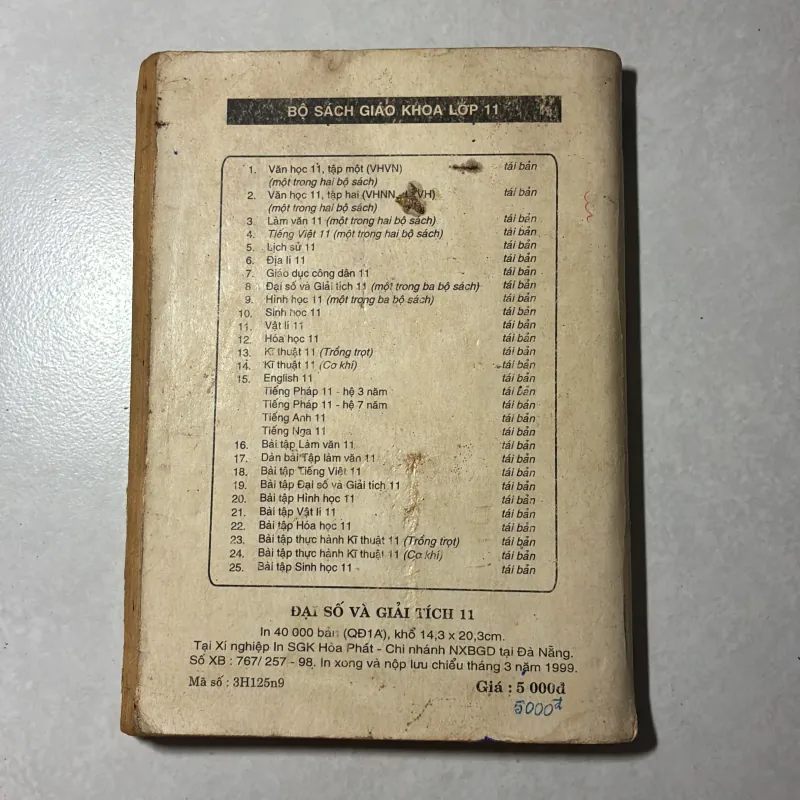 BỘ SÁCH GIÁO KHOA LỚP 11
1. Văn học 11, tập một (VHVN) tái bản
(một trong hai bộ sách)
2. Văn học 11, tập hai (VHNN - LVH) tái bản
(một trong hai bộ sách)
3. Làm văn 11 (một trong hai bộ sách) tái bản
4. Tiếng Việt 11 (một trong hai bộ sách) tái bản
5. Lịch sử 11 tái bản
6. Địa lí 11 tái bản
7. Giáo dục công dân 11 tái bản
8 Đại số và Giải tích 11 (một trong ba bộ sách) tái bản
9. Hình học 11 (một trong ba bộ sách) tái bản
10. Sinh học 11 tái bản
11. Vật lí 11 tái bản
12. Hóa học 11 tái bản
13. Kĩ thuật 11 (Trồng trọt) tái bản
14. Kĩ thuật 11 (Cơ khí) tái bản
15. English 11 tái bản
Tiếng Pháp 11 - hệ 3 năm tái bản
Tiếng Pháp 11 - hệ 7 năm tái bản
Tiếng Anh 11 tái bản
Tiếng Nga 11 tái bản
16. Bài tập Làm văn 11 tái bản
17. Dàn bài Tập làm văn 11 tái bản
18. Bài tập Tiếng Việt 11 tái bản
19. Bài tập Đại số và Giải tích 11 tái bản
20. Bài tập Hình học 11 tái bản
21. Bài tập Vật lí 11 tái bản
22. Bài tập Hóa học 11 tái bản
23. Bài tập thực hành Kĩ thuật 11 (Trồng trọt) tái bản
24. Bài tập thực hành Kĩ thuật 11 (Cơ khí) tái bản
25. Bài tập Sinh học 11 tái bản
ĐẠI SỐ VÀ GIẢI TÍCH 11
In 40 000 bản (QĐ1A), khổ 14,3 x 20,3cm.
Tại Xí nghiệp In SGK Hòa Phát - Chi nhánh NXBGD tại Đà Nẵng.
Số XB : 767/ 257 - 98. In xong và nộp lưu chiểu tháng 3 năm 1999.
Mã số : 3H125n9 Giá : 5 000đ
5000đ